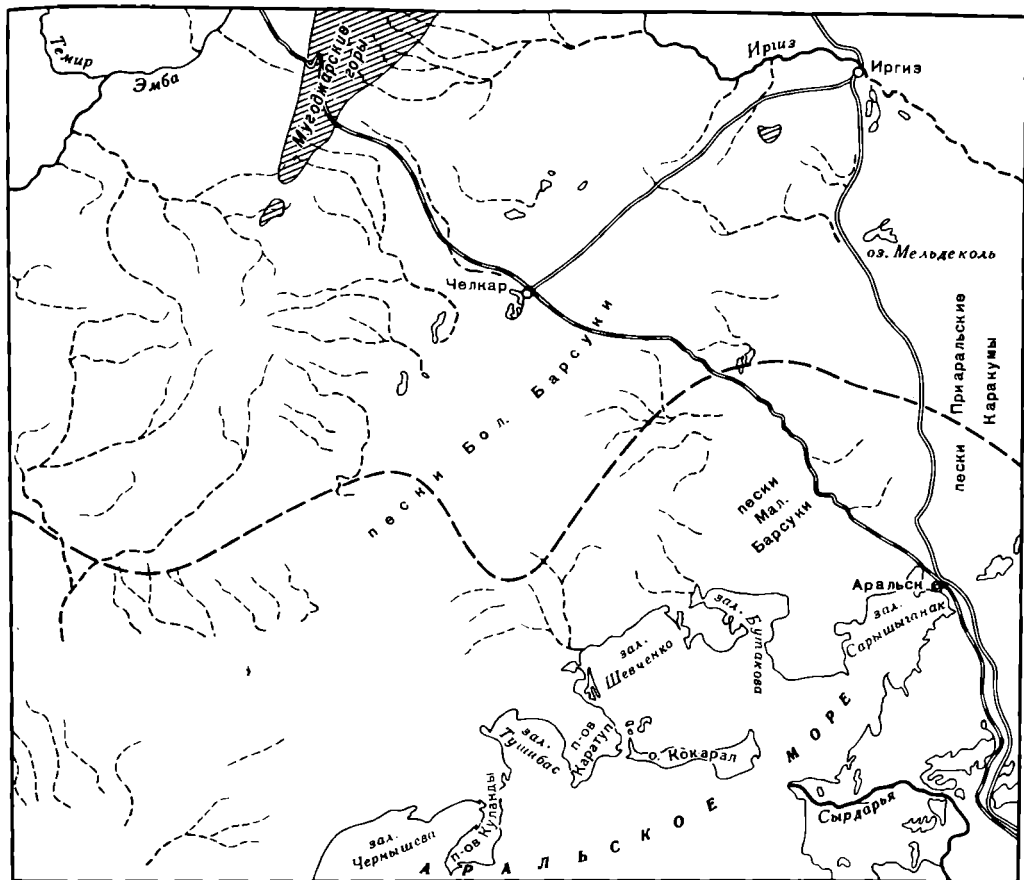 Темир
Эмба
Мугоджарские
горы
Иргиз
Иргиз
оз. Мельдеколь
Челкар
пески Бол. Барсуки
пески Приаральские
Каракумы
пески
Мал.
Барсуки
Аральск
зал.
Сарышыганак
зал. Бутакова
зал.
Шевченко
зал.
Тущибас
п-ов
Каратуп
о. Кокарал
п-ов Куланды
зал.
Чернышева
АРАЛЬСКОЕ МОРЕ
Сырдарья